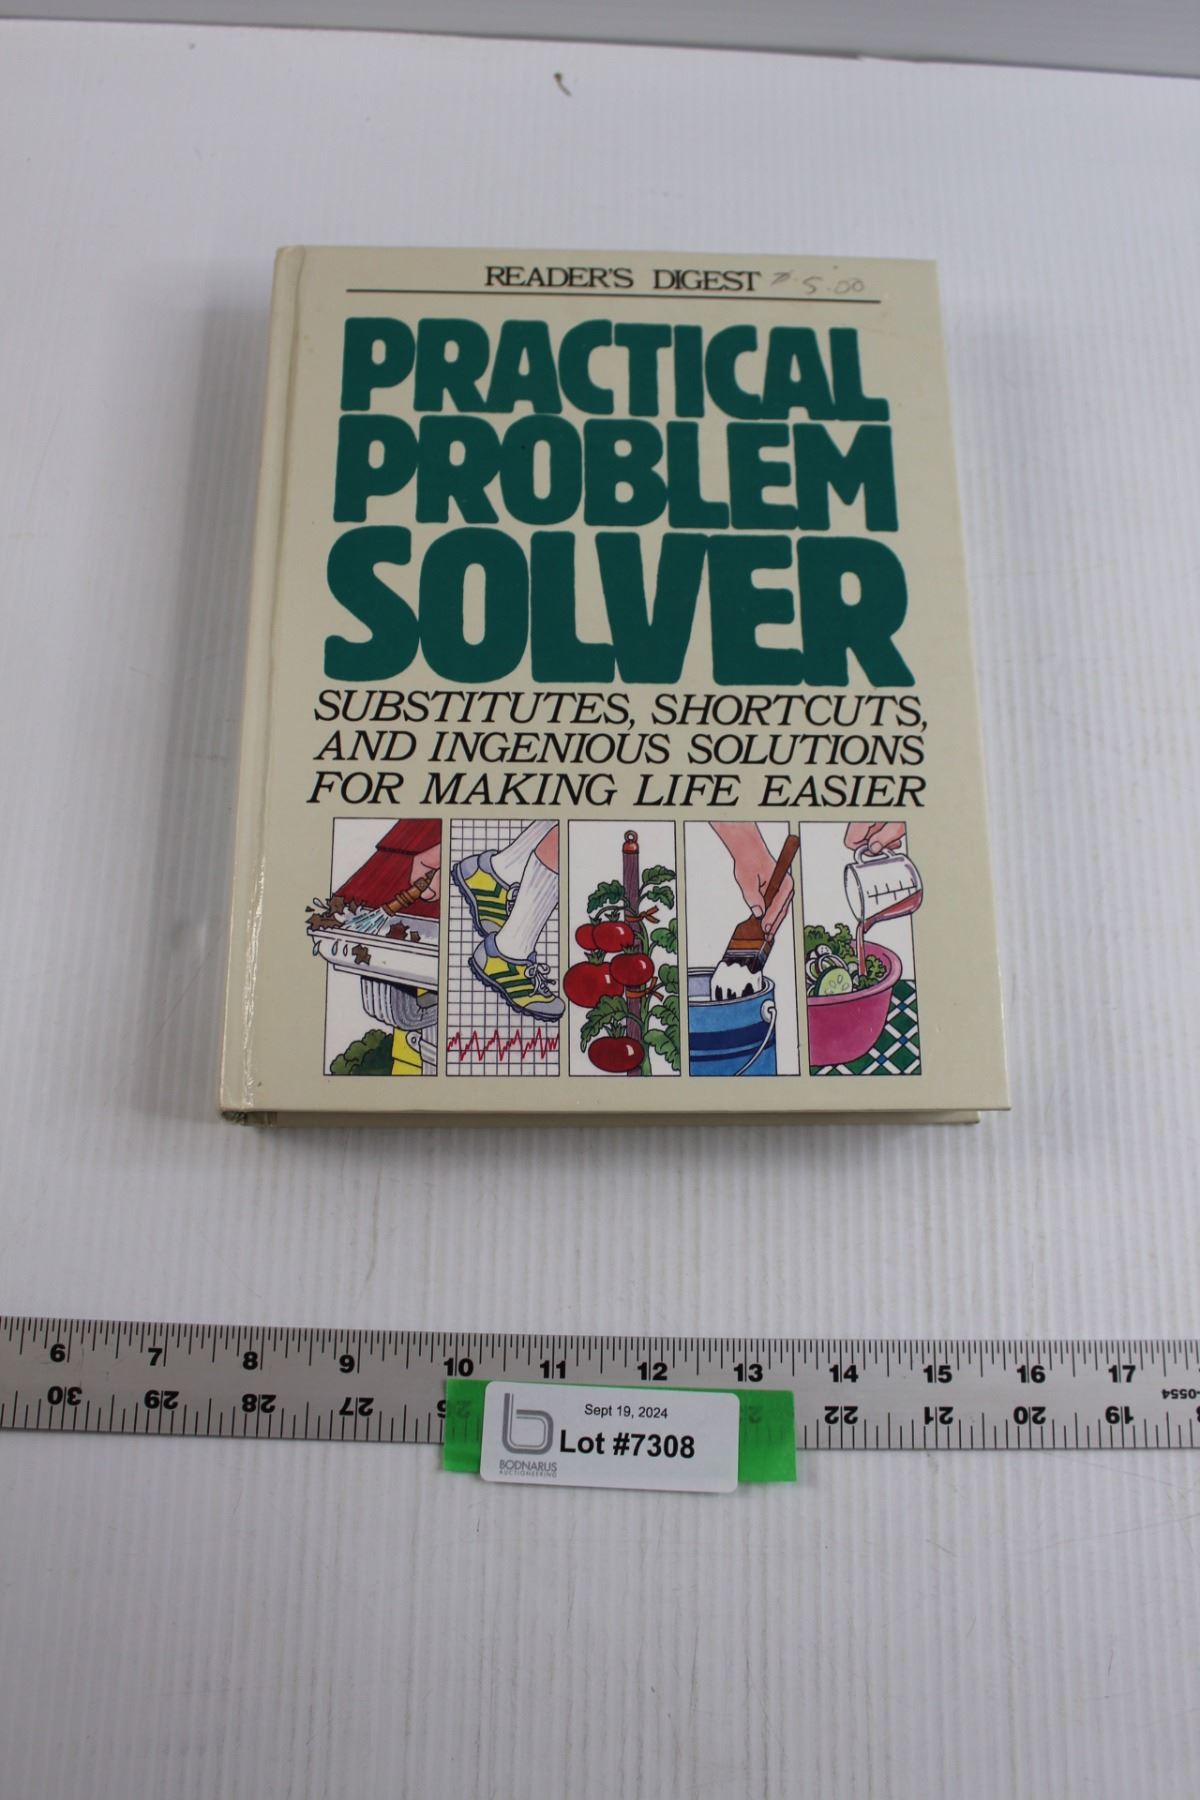 READER'S DIGEST 5.00
PRACTICAL
PROBLEM
SOLVER
SUBSTITUTES, SHORTCUTS,
AND INGENIOUS SOLUTIONS
FOR MAKING LIFE EASIER
6 7 8 9 10 11 12 13 14 15 16 17
30 29 28 27 22 21 20 19
-0554
Sept 19, 2024
Lot #7308
BODNARUS
AUCTIONEERING